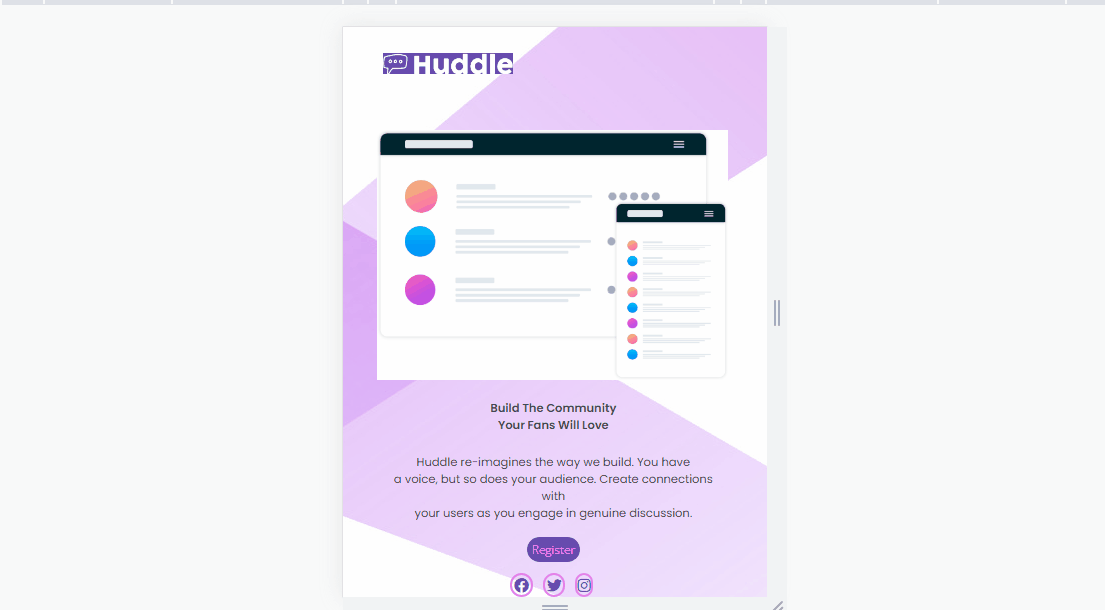 Huddle
Build The Community
Your Fans Will Love
Huddle re-imagines the way we build. You have
a voice, but so does your audience. Create connections
with
your users as you engage in genuine discussion.
Register